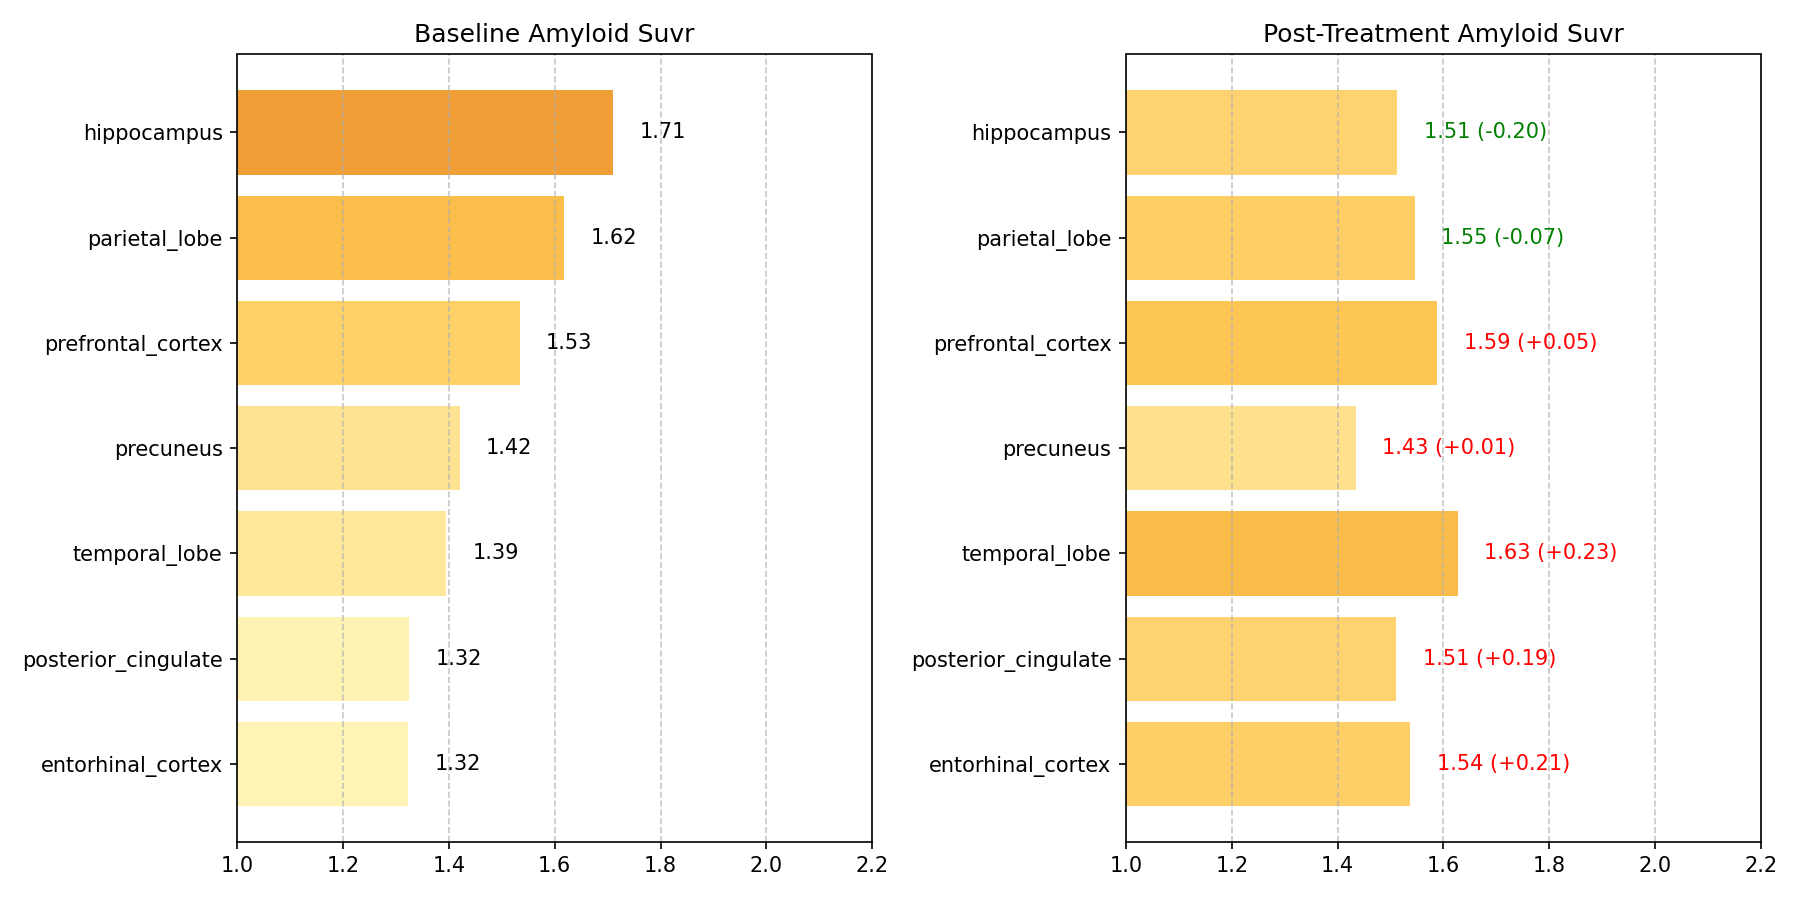 Baseline Amyloid Suvr
hippocampus
1.71
parietal_lobe
1.62
prefrontal_cortex
1.53
precuneus
1.42
temporal_lobe
1.39
posterior_cingulate
1.32
entorhinal_cortex
1.32
1.0 1.2 1.4 1.6 1.8 2.0 2.2
Post-Treatment Amyloid Suvr
hippocampus
1.51 (-0.20)
parietal_lobe
1.55 (-0.07)
prefrontal_cortex
1.59 (+0.05)
precuneus
1.43 (+0.01)
temporal_lobe
1.63 (+0.23)
posterior_cingulate
1.51 (+0.19)
entorhinal_cortex
1.54 (+0.21)
1.0 1.2 1.4 1.6 1.8 2.0 2.2